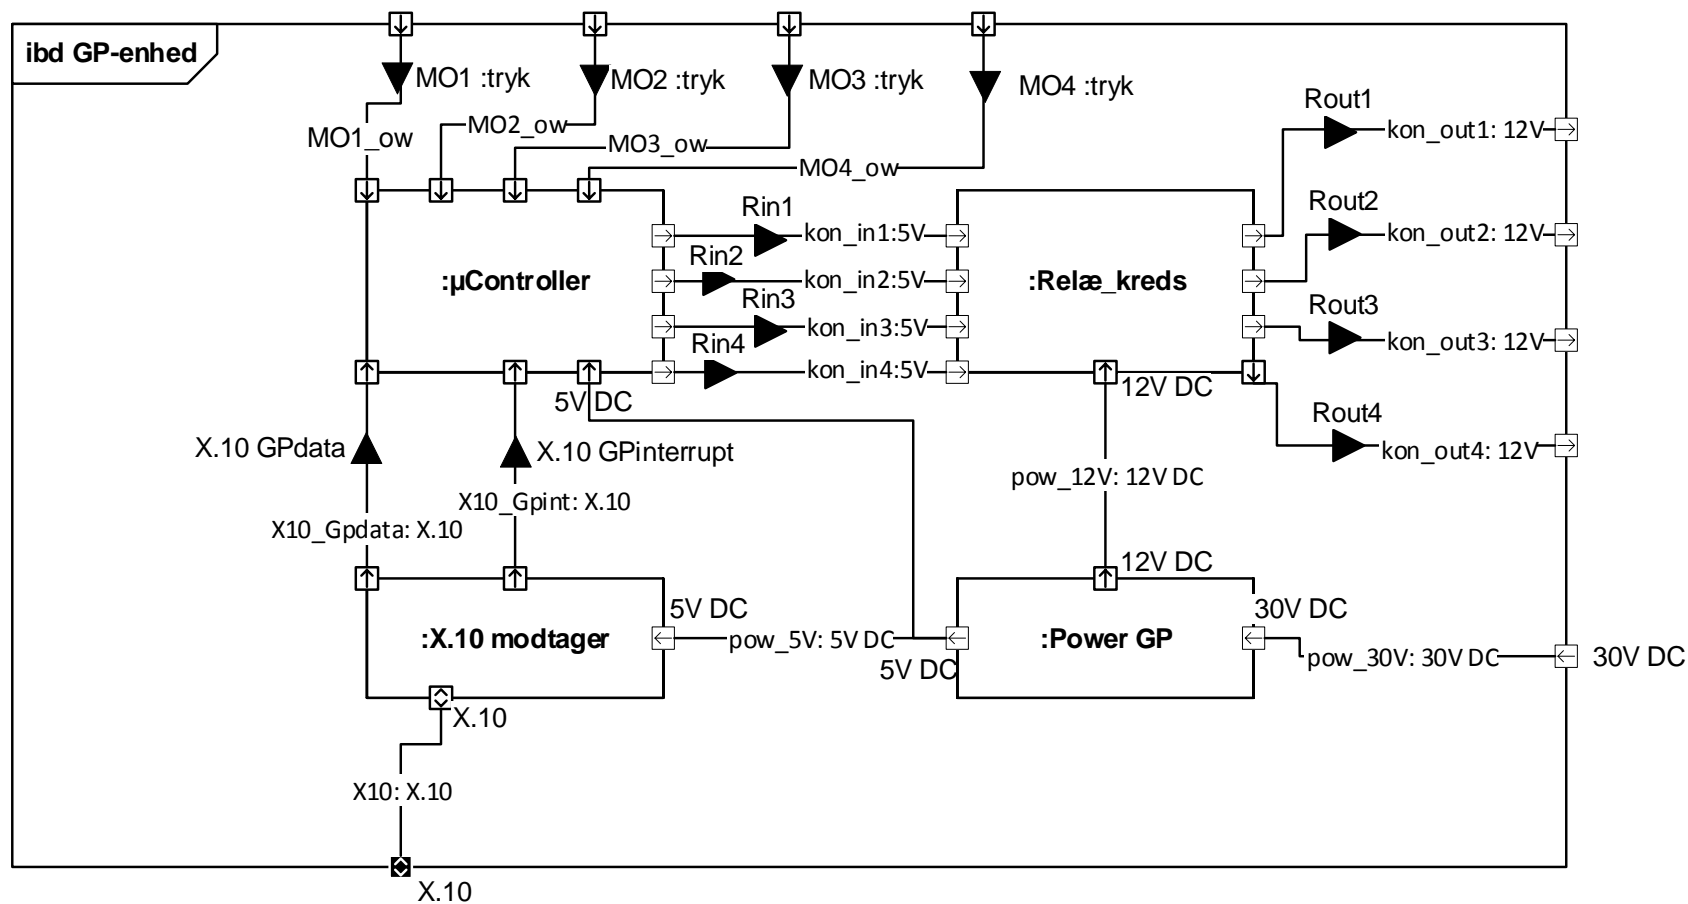 ibd GP-enhed
MO1 :tryk
MO2 :tryk
MO3 :tryk
MO4 :tryk
MO1_ow
MO2_ow
MO3_ow
MO4_ow
Rout1
kon_out1: 12V
Rin1
kon_in1:5V
Rout2
kon_out2: 12V
:µController
Rin2
kon_in2:5V
:Relæ_kreds
Rin3
kon_in3:5V
Rout3
kon_out3: 12V
Rin4
kon_in4:5V
5V DC
12V DC
Rout4
kon_out4: 12V
X.10 GPdata
X.10 GPinterrupt
pow_12V: 12V DC
X10_Gpint: X.10
X10_Gpdata: X.10
12V DC
5V DC
30V DC
:X.10 modtager
pow_5V: 5V DC
:Power GP
5V DC
pow_30V: 30V DC
30V DC
X.10
X10: X.10
X.10